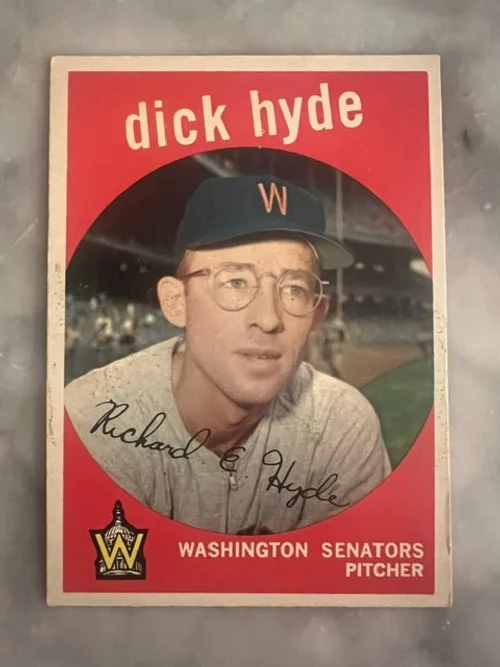 dick hyde
W
Richard E. Hyde
W
WASHINGTON SENATORS
PITCHER